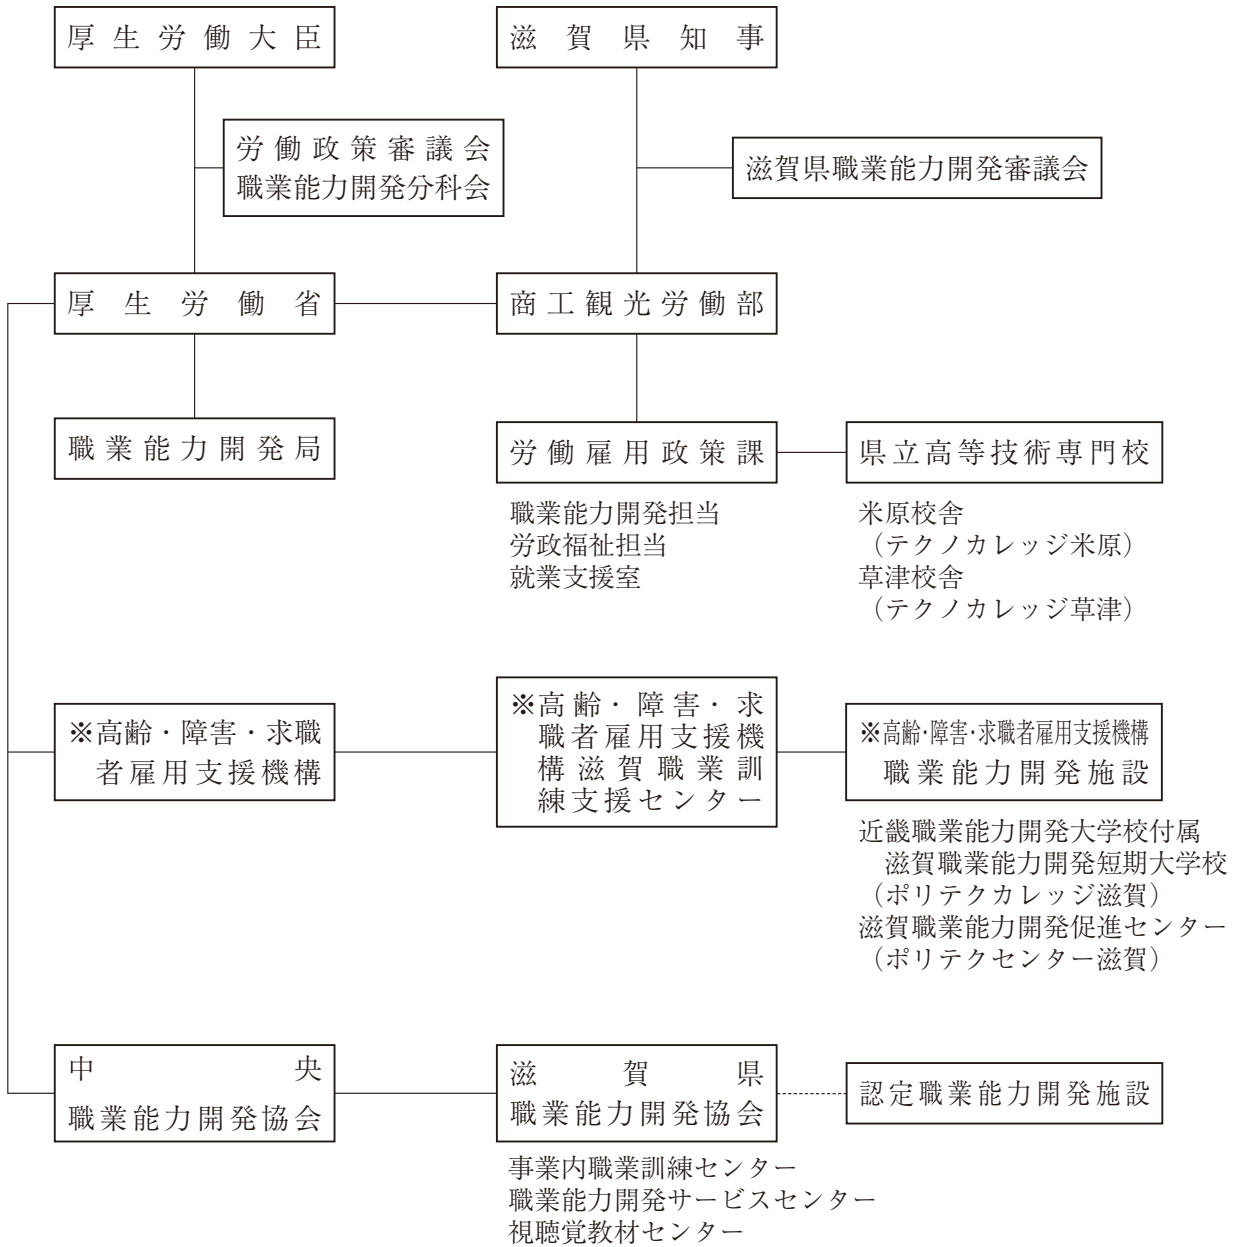 厚生労働大臣
滋賀県知事
労働政策審議会
職業能力開発分科会
滋賀県職業能力開発審議会
厚生労働省
商工観光労働部
職業能力開発局
労働雇用政策課
職業能力開発担当
労政福祉担当
就業支援室
県立高等技術専門校
米原校舎
（テクノカレッジ米原）
草津校舎
（テクノカレッジ草津）
※高齢・障害・求職
者雇用支援機構
※高齢・障害・求
職者雇用支援機
構滋賀職業訓
練支援センター
※高齢・障害・求職者雇用支援機構
職業能力開発施設
近畿職業能力開発大学校付属
滋賀職業能力開発短期大学校
（ポリテクカレッジ滋賀）
滋賀職業能力開発促進センター
（ポリテクセンター滋賀）
中央
職業能力開発協会
滋賀県
職業能力開発協会
事業内職業訓練センター
職業能力開発サービスセンター
視聴覚教材センター
認定職業能力開発施設